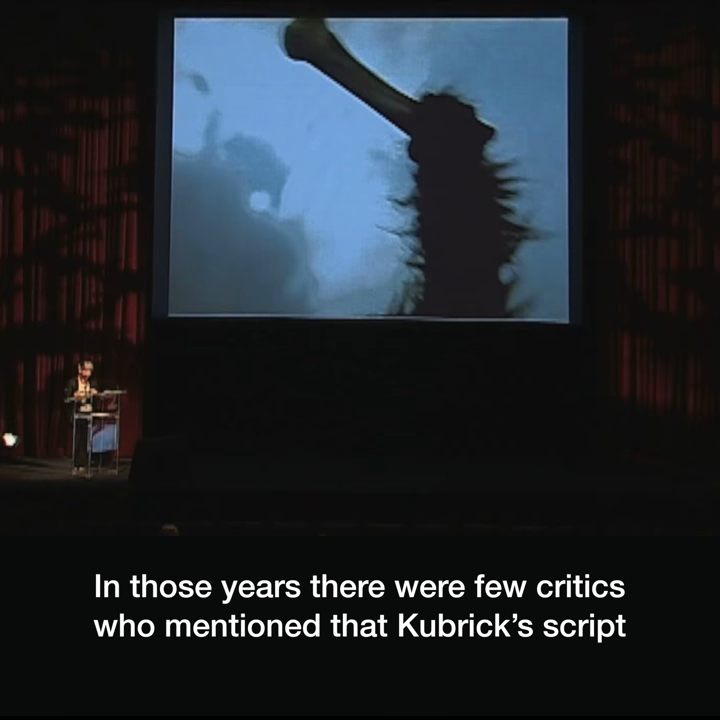 In those years there were few critics
who mentioned that Kubrick’s script